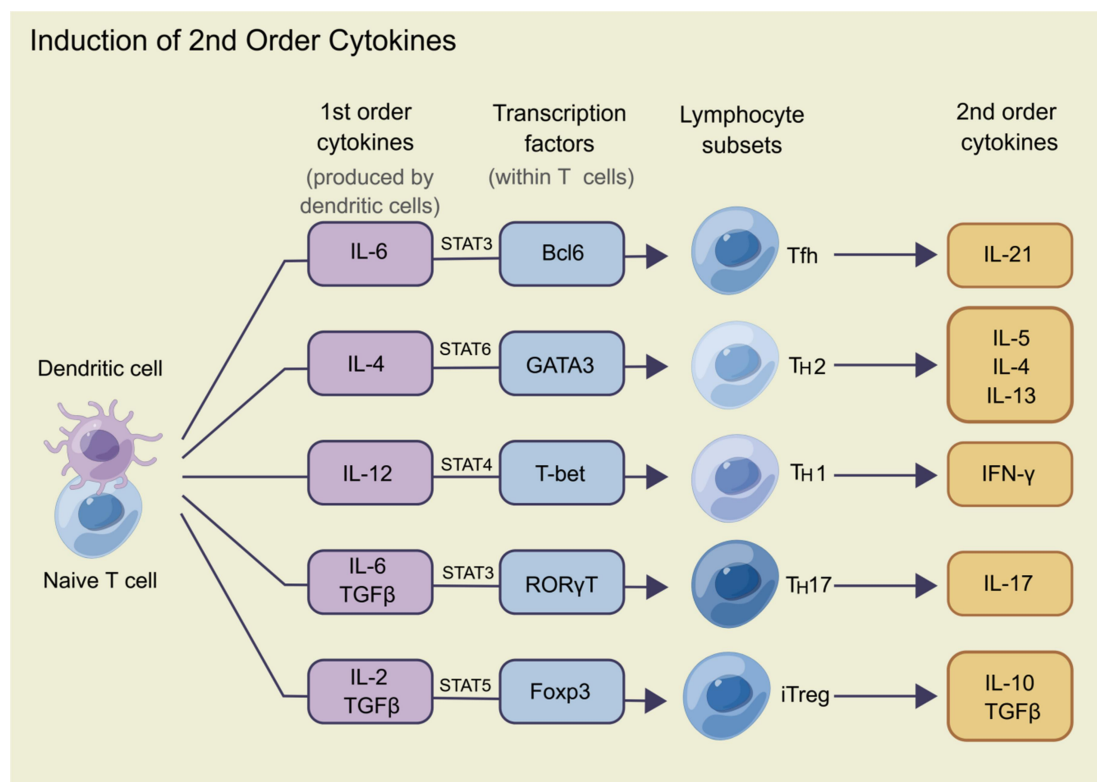 Induction of 2nd Order Cytokines
1st order
cytokines
(produced by
dendritic cells)
Transcription
factors
(within T cells)
Lymphocyte
subsets
2nd order
cytokines
IL-6
STAT3
Bcl6
Tfh
IL-21
Dendritic cell
Naive T cell
IL-4
STAT6
GATA3
TH2
IL-5
IL-4
IL-13
IL-12
STAT4
T-bet
TH1
IFN-γ
IL-6
TGFβ
STAT3
RORγT
TH17
IL-17
IL-2
TGFβ
STAT5
Foxp3
iTreg
IL-10
TGFβ